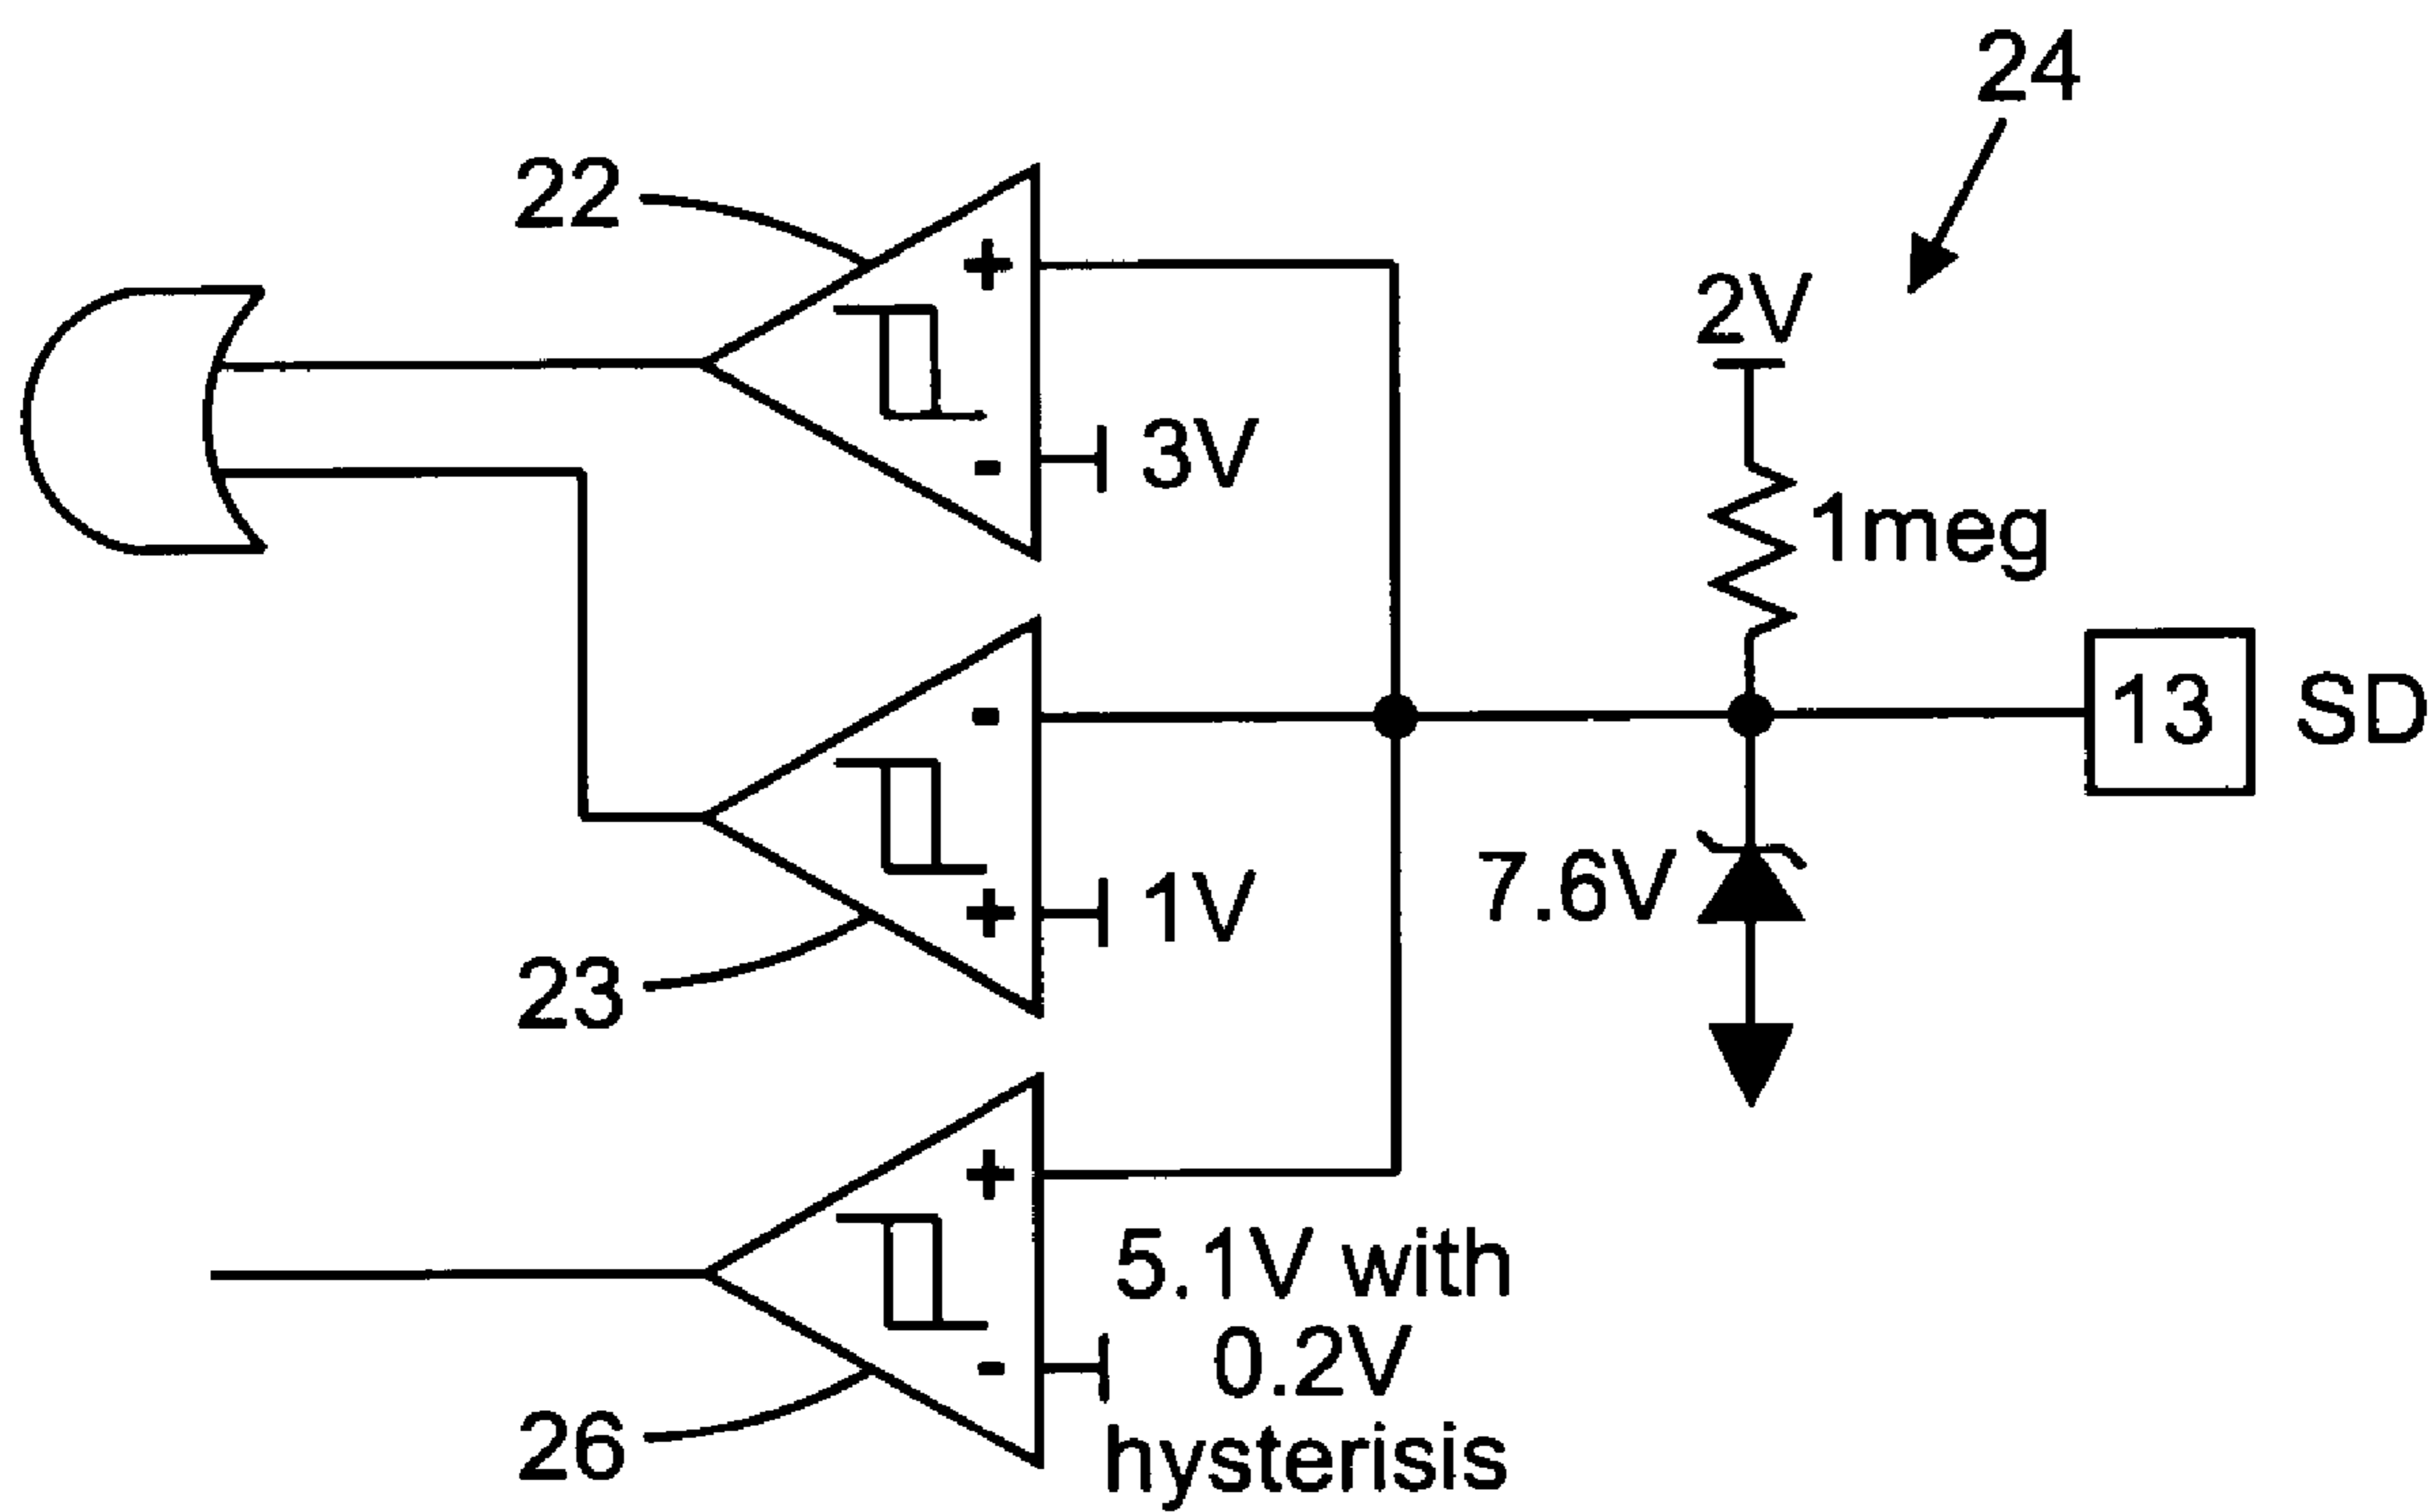 24
22
+
2V
3V
-
1meg
-
13 SD
7.6V
1V
+
23
+
5.1V with
0.2V
-
hysterisis
26